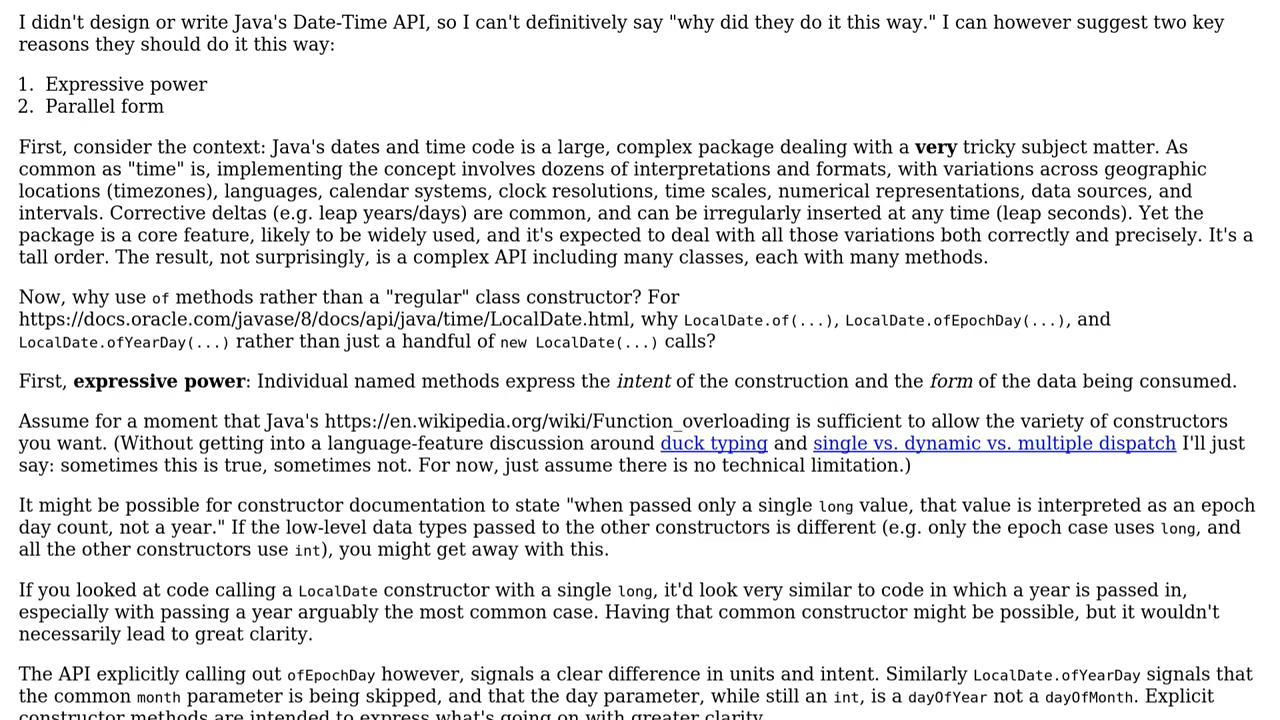 I didn't design or write Java's Date-Time API, so I can't definitively say "why did they do it this way." I can however suggest two key
reasons they should do it this way:
1. Expressive power
2. Parallel form
First, consider the context: Java's dates and time code is a large, complex package dealing with a very tricky subject matter. As
common as "time" is, implementing the concept involves dozens of interpretations and formats, with variations across geographic
locations (timezones), languages, calendar systems, clock resolutions, time scales, numerical representations, data sources, and
intervals. Corrective deltas (e.g. leap years/days) are common, and can be irregularly inserted at any time (leap seconds). Yet the
package is a core feature, likely to be widely used, and it's expected to deal with all those variations both correctly and precisely. It's a
tall order. The result, not surprisingly, is a complex API including many classes, each with many methods.
Now, why use of methods rather than a "regular" class constructor? For
https://docs.oracle.com/javase/8/docs/api/java/time/LocalDate.html, why LocalDate.of(...), LocalDate.ofEpochDay(...), and
LocalDate.ofYearDay(...) rather than just a handful of new LocalDate(...) calls?
First, expressive power: Individual named methods express the intent of the construction and the form of the data being consumed.
Assume for a moment that Java's https://en.wikipedia.org/wiki/Function_overloading is sufficient to allow the variety of constructors
you want. (Without getting into a language-feature discussion around duck typing and single vs. dynamic vs. multiple dispatch I'll just
say: sometimes this is true, sometimes not. For now, just assume there is no technical limitation.)
It might be possible for constructor documentation to state "when passed only a single long value, that value is interpreted as an epoch
day count, not a year." If the low-level data types passed to the other constructors is different (e.g. only the epoch case uses long, and
all the other constructors use int), you might get away with this.
If you looked at code calling a LocalDate constructor with a single long, it'd look very similar to code in which a year is passed in,
especially with passing a year arguably the most common case. Having that common constructor might be possible, but it wouldn't
necessarily lead to great clarity.
The API explicitly calling out ofEpochDay however, signals a clear difference in units and intent. Similarly LocalDate.ofYearDay signals that
the common month parameter is being skipped, and that the day parameter, while still an int, is a dayOfYear not a dayOfMonth. Explicit
constructor methods are intended to express what's going on with greater clarity.